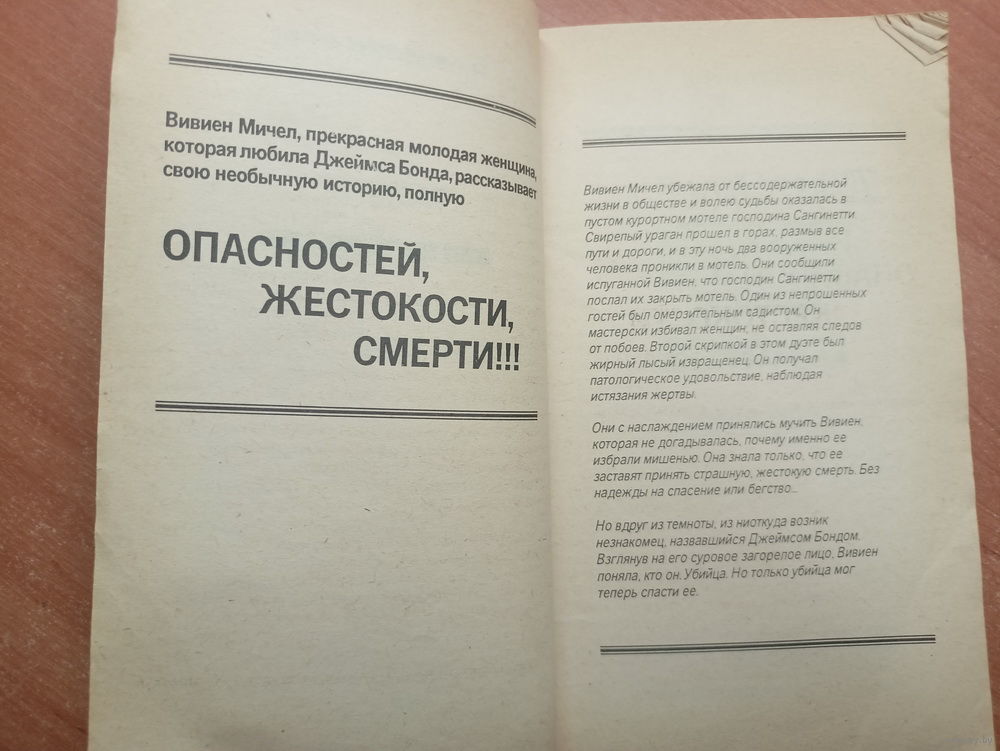 Вивиен Мичел, прекрасная молодая женщина,
которая любила Джеймса Бонда, рассказывает
свою необычную историю, полную
ОПАСНОСТЕЙ,
ЖЕСТОКОСТИ,
СМЕРТИ!!!
Вивиен Мичел убежала от бессодержательной
жизни в обществе и волею судьбы оказалась в
пустом курортном мотеле господина Сангинетти.
Свирепый ураган прошел в горах, размыв все
пути и дороги, и в эту ночь два вооруженных
человека проникли в мотель. Они сообщили
испуганной Вивиен, что господин Сангинетти
послал их закрыть мотель. Один из непрошенных
гостей был омерзительным садистом. Он
мастерски избивал женщин, не оставляя следов
от побоев. Второй скрипкой в этом дуэте был
жирный лысый извращенец. Он получал
патологическое удовольствие, наблюдая
истязания жертвы.
Они с наслаждением принялись мучить Вивиен,
которая не догадывалась, почему именно ее
избрали мишенью. Она знала только, что ее
заставят принять страшную, жестокую смерть. Без
надежды на спасение или бегство...
Но вдруг из темноты, из ниоткуда возник
незнакомец, назвавшийся Джеймсом Бондом.
Взглянув на его суровое загорелое лицо, Вивиен
поняла, кто он. Убийца. Но только убийца мог
теперь спасти ее.